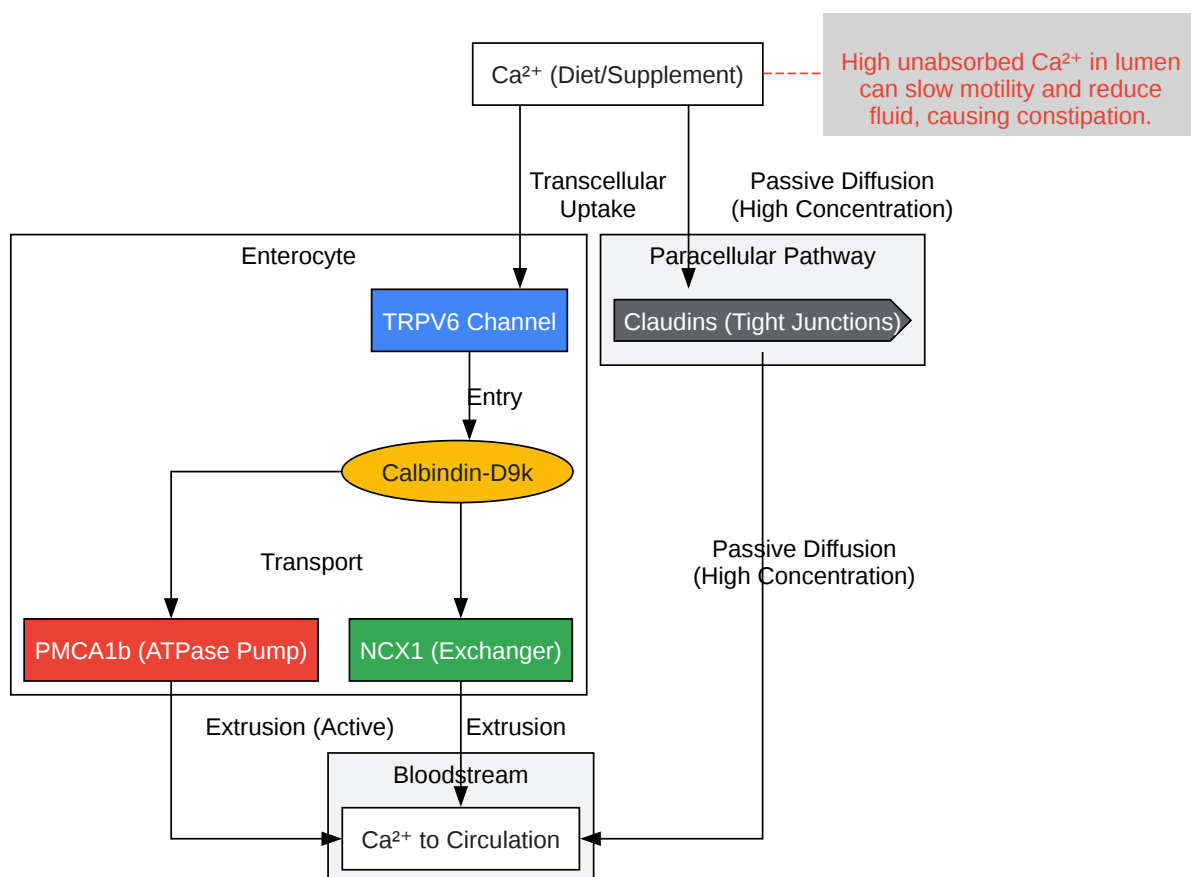 Ca²⁺ (Diet/Supplement)
High unabsorbed Ca²⁺ in lumen
can slow motility and reduce
fluid, causing constipation.
Transcellular
Uptake
Passive Diffusion
(High Concentration)
Enterocyte
Paracellular Pathway
TRPV6 Channel
Claudins (Tight Junctions)
Entry
Calbindin-D9k
Transport
Passive Diffusion
(High Concentration)
PMCA1b (ATPase Pump)
NCX1 (Exchanger)
Extrusion (Active)
Extrusion
Bloodstream
Ca²⁺ to Circulation